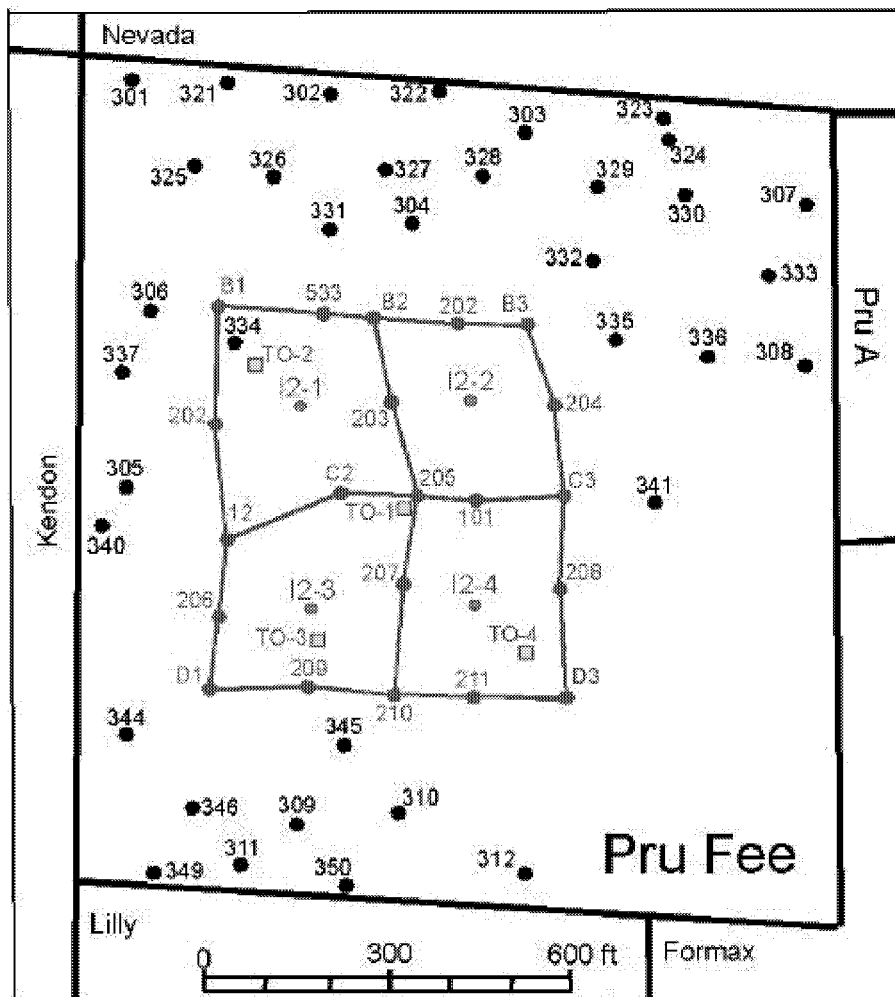 Nevada
301
321
302
322
303
323
324
325
326
327
328
329
330
307
331
304
332
333
Pru A
306
B1
533
B2
202
B3
334
TO-2
335
336
308
337
I2-1
I2-2
202
203
204
305
C2
205
C3
341
Kendon
12
TO-1
101
340
207
208
206
I2-3
I2-4
TO-3
TO-4
D1
209
210
211
D3
344
345
346
309
310
311
349
350
312
Pru Fee
Lilly
0 300 600 ft
Formax